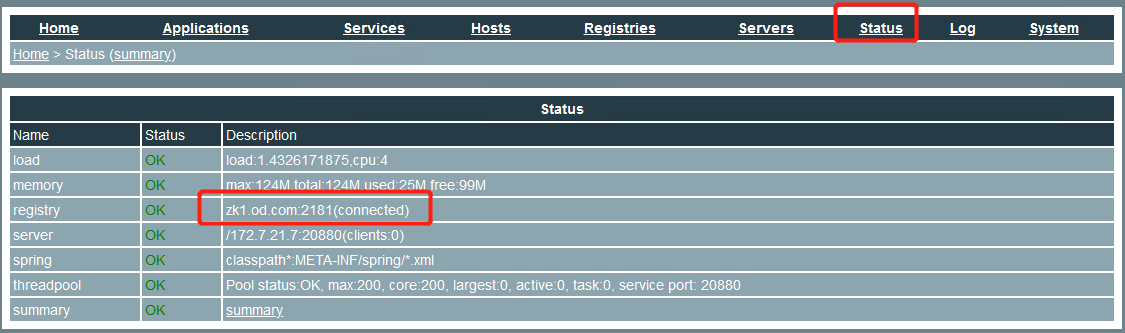 Home Applications Services Hosts Registries Servers Status Log System
Home > Status (summary)
Status
Name Status Description
load OK load:1.4326171875,cpu:4
memory OK max:124M total:124M used:25M free:99M
registry OK zk1.od.com:2181(connected)
server OK /172.7.21.7:20880(clients:0)
spring OK classpath*:META-INF/spring/*.xml
threadpool OK Pool status:OK, max:200, core:200, largest:0, active:0, task:0, service port: 20880
summary OK summary